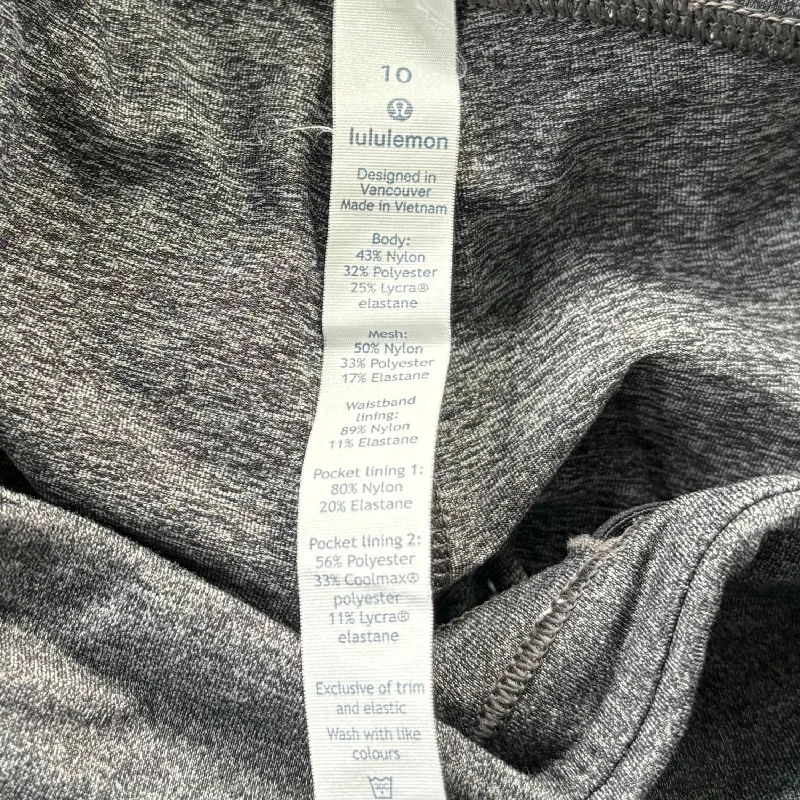 10
lululemon
Designed in
Vancouver
Made in Vietnam
Body:
43% Nylon
32% Polyester
25% Lycra®
elastane
Mesh:
50% Nylon
33% Polyester
17% Elastane
Waistband
lining:
89% Nylon
11% Elastane
Pocket lining 1:
80% Nylon
20% Elastane
Pocket lining 2:
56% Polyester
33% Coolmax®
polyester
11% Lycra®
elastane
Exclusive of trim
and elastic
Wash with like
colours